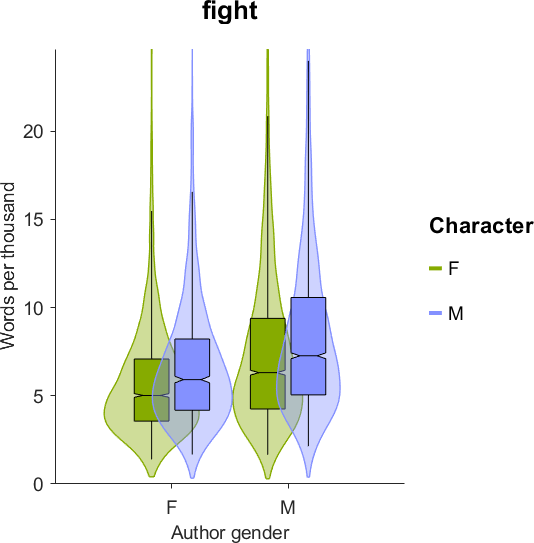 fight
Words per thousand
20
15
10
5
0
F
M
Author gender
Character
F
M